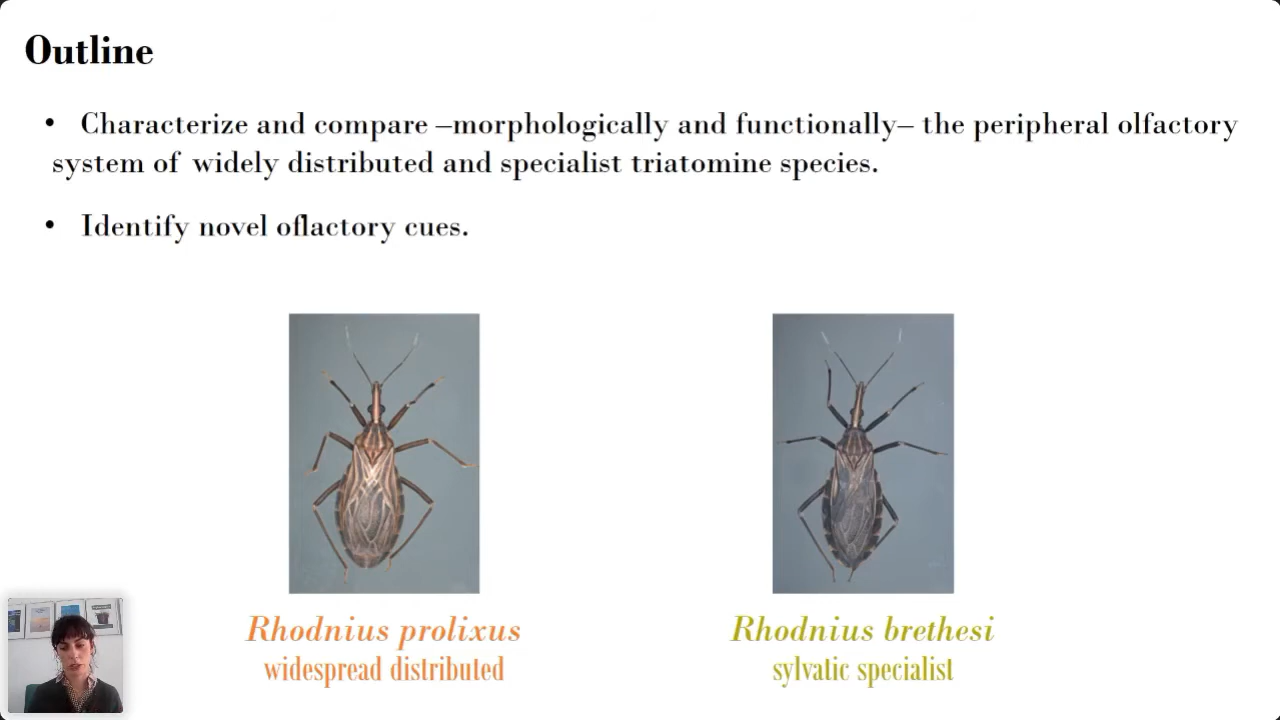 Outline
• Characterize and compare –morphologically and functionally– the peripheral olfactory
system of widely distributed and specialist triatomine species.
• Identify novel oflactory cues.
Rhodnius prolixus
widespread distributed
Rhodnius brethesi
sylvatic specialist